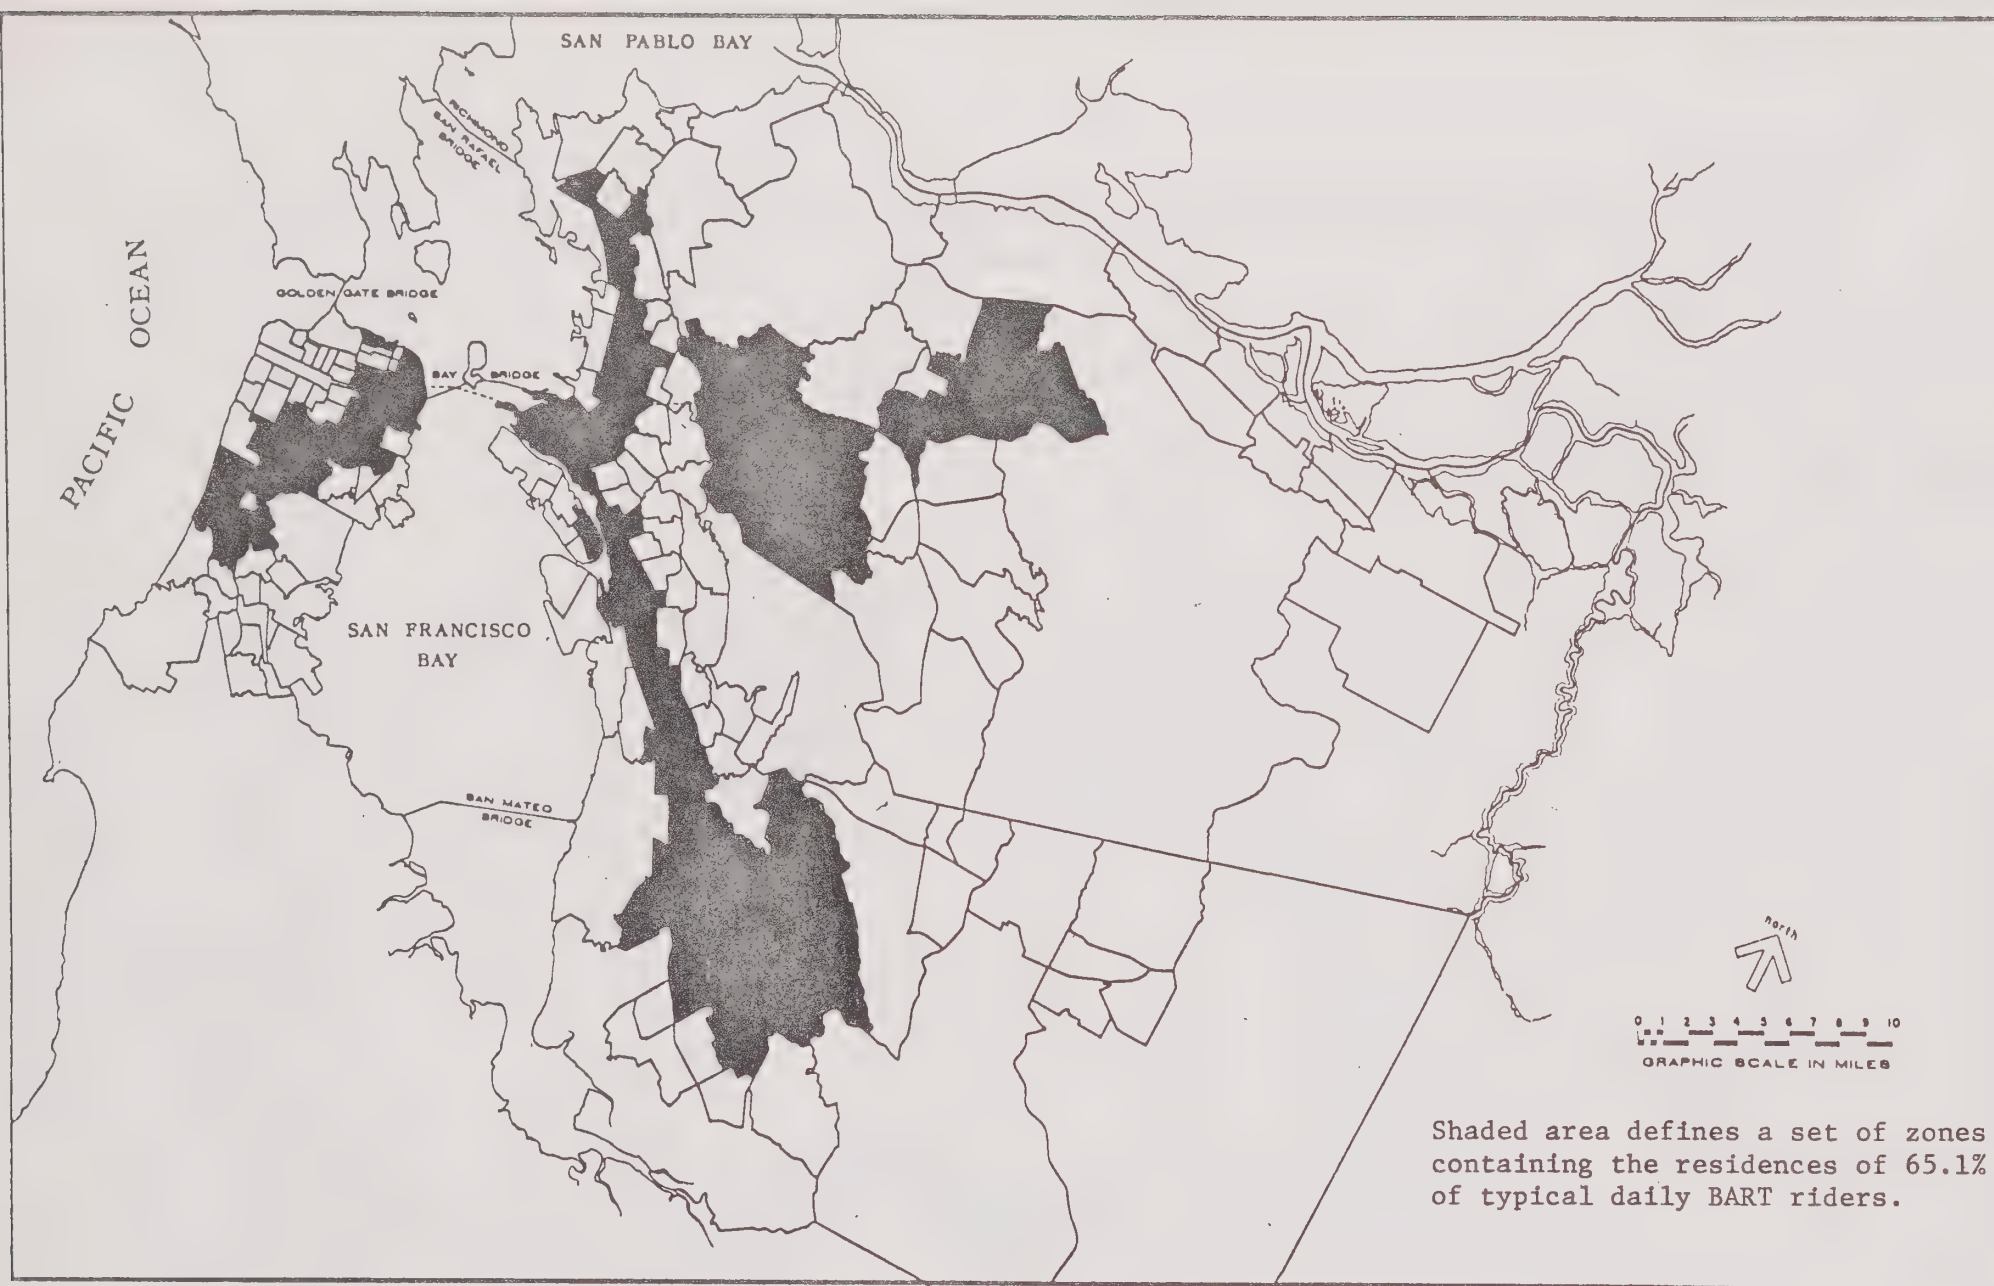 SAN PABLO BAY
RICHMOND
SAN RAFAEL
BRIDGE
PACIFIC OCEAN
GOLDEN GATE BRIDGE
BAY BRIDGE
SAN FRANCISCO
BAY
SAN MATEO
BRIDGE
north
0 1 2 3 4 5 6 7 8 9 10
GRAPHIC SCALE IN MILES
Shaded area defines a set of zones
containing the residences of 65.1%
of typical daily BART riders.